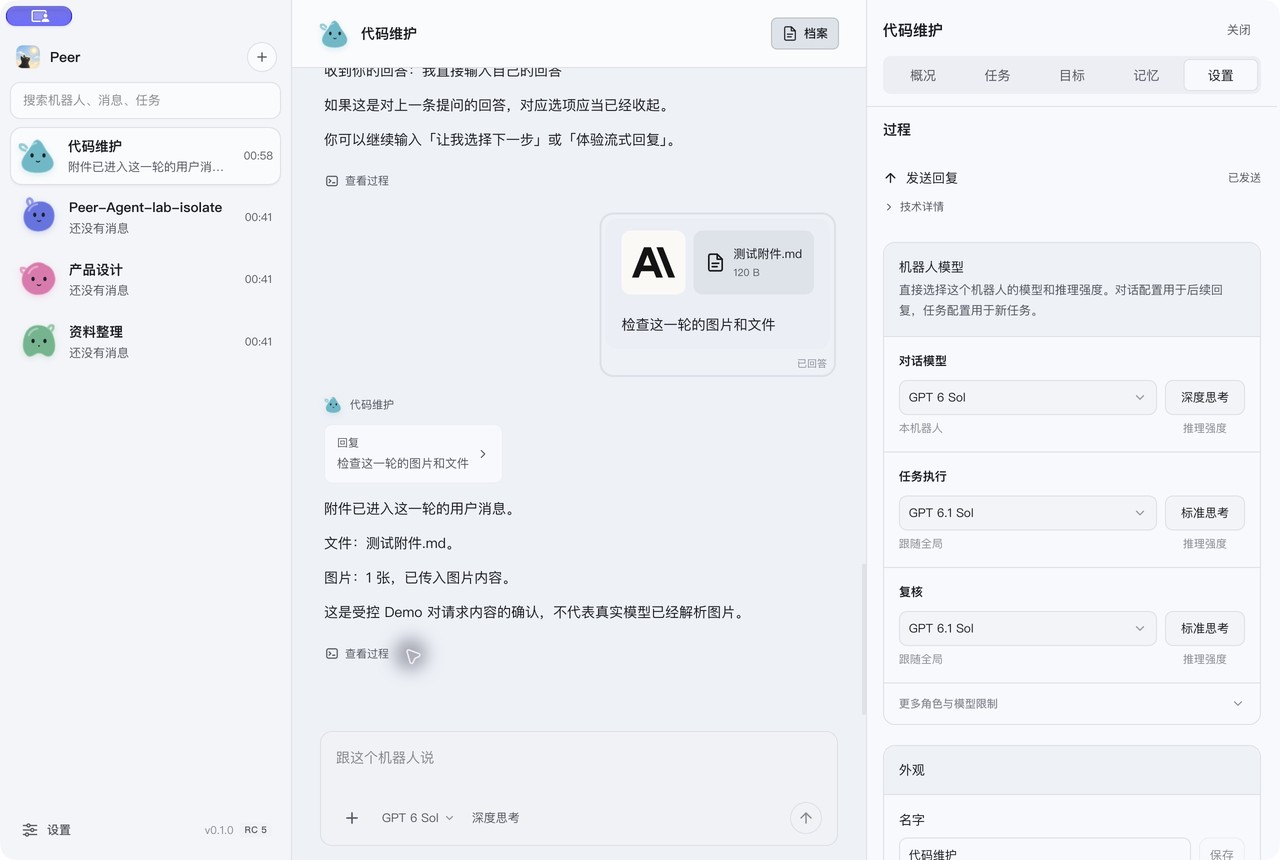 Peer
搜索机器人、消息、任务
代码维护
附件已进入这一轮的用户消…
00:58
Peer-Agent-lab-isolate
还没有消息
00:41
产品设计
还没有消息
00:41
资料整理
还没有消息
00:41
设置
v0.1.0
RC 5
代码维护
档案
收到你的回答：我直接输入自己的回答
如果这是对上一条提问的回答，对应选项应当已经收起。
你可以继续输入「让我选择下一步」或「体验流式回复」。
查看过程
测试附件.md
120 B
检查这一轮的图片和文件
已回答
代码维护
回复
检查这一轮的图片和文件
附件已进入这一轮的用户消息。
文件：测试附件.md。
图片：1 张，已传入图片内容。
这是受控 Demo 对请求内容的确认，不代表真实模型已经解析图片。
查看过程
跟这个机器人说
GPT 6 Sol
深度思考
代码维护
关闭
概况
任务
目标
记忆
设置
过程
发送回复
已发送
技术详情
机器人模型
直接选择这个机器人的模型和推理强度。对话配置用于后续回
复，任务配置用于新任务。
对话模型
GPT 6 Sol
深度思考
本机器人
推理强度
任务执行
GPT 6.1 Sol
标准思考
跟随全局
推理强度
复核
GPT 6.1 Sol
标准思考
跟随全局
推理强度
更多角色与模型限制
外观
名字
代码维护
保存